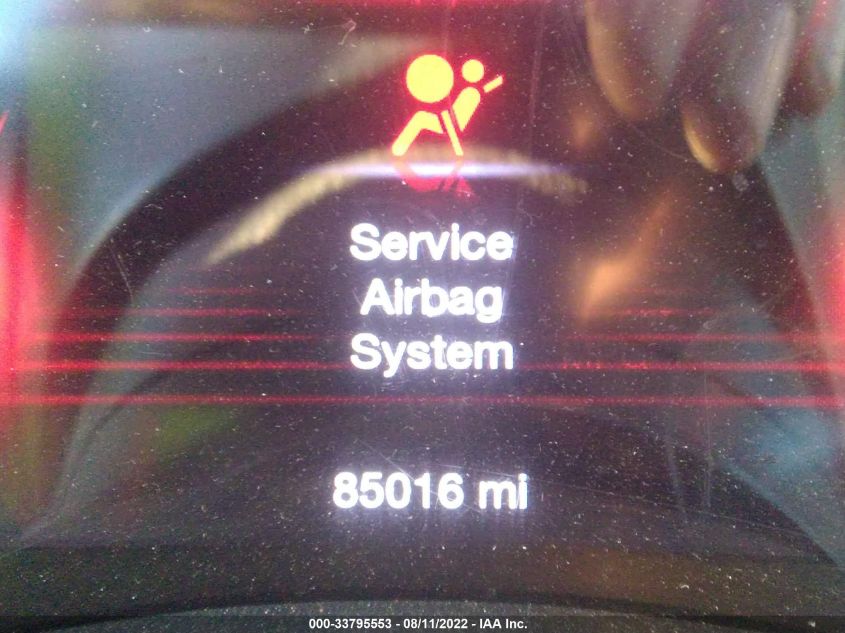 Service
Airbag
System
85016 mi
000-33795553 - 08/11/2022 - IAA Inc.